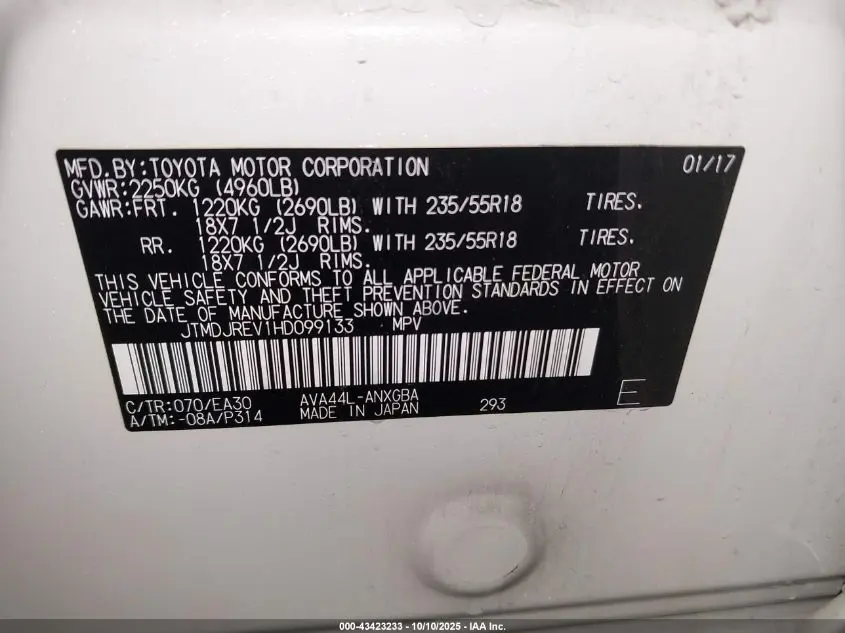 MFD.BY:TOYOTA MOTOR CORPORATION 01/17
GVWR:2250KG (4960LB)
GAWR:FRT. 1220KG (2690LB) WITH 235/55R18 TIRES.
18X7 1/2J RIMS.
RR. 1220KG (2690LB) WITH 235/55R18 TIRES.
18X7 1/2J RIMS.
THIS VEHICLE CONFORMS TO ALL APPLICABLE FEDERAL MOTOR
VEHICLE SAFETY AND THEFT PREVENTION STANDARDS IN EFFECT ON
THE DATE OF MANUFACTURE SHOWN ABOVE.
JTMDJREV1HD099133 MPV
C/TR:070/EA30 AVA44L-ANXGBA
A/TM:-08A/P314 MADE IN JAPAN 293 E
000-43423233 - 10/10/2025 - IAA Inc.